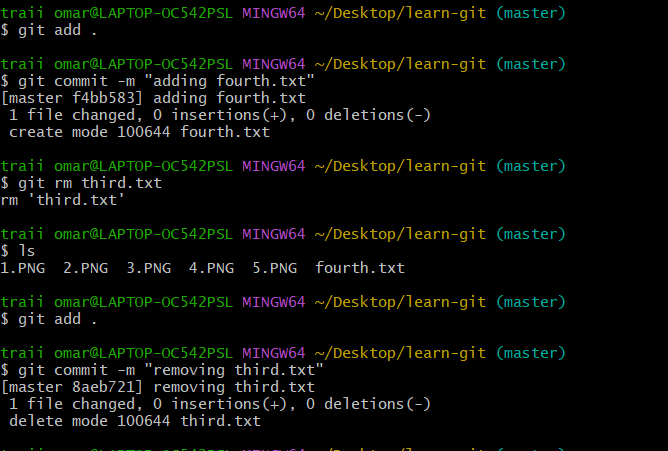 traii omar@LAPTOP-OC542PSL MINGW64 ~/Desktop/learn-git (master)
$ git add .
traii omar@LAPTOP-OC542PSL MINGW64 ~/Desktop/learn-git (master)
$ git commit -m "adding fourth.txt"
[master f4bb583] adding fourth.txt
 1 file changed, 0 insertions(+), 0 deletions(-)
 create mode 100644 fourth.txt
traii omar@LAPTOP-OC542PSL MINGW64 ~/Desktop/learn-git (master)
$ git rm third.txt
rm 'third.txt'
traii omar@LAPTOP-OC542PSL MINGW64 ~/Desktop/learn-git (master)
$ ls
1.PNG  2.PNG  3.PNG  4.PNG  5.PNG  fourth.txt
traii omar@LAPTOP-OC542PSL MINGW64 ~/Desktop/learn-git (master)
$ git add .
traii omar@LAPTOP-OC542PSL MINGW64 ~/Desktop/learn-git (master)
$ git commit -m "removing third.txt"
[master 8aeb721] removing third.txt
 1 file changed, 0 insertions(+), 0 deletions(-)
 delete mode 100644 third.txt